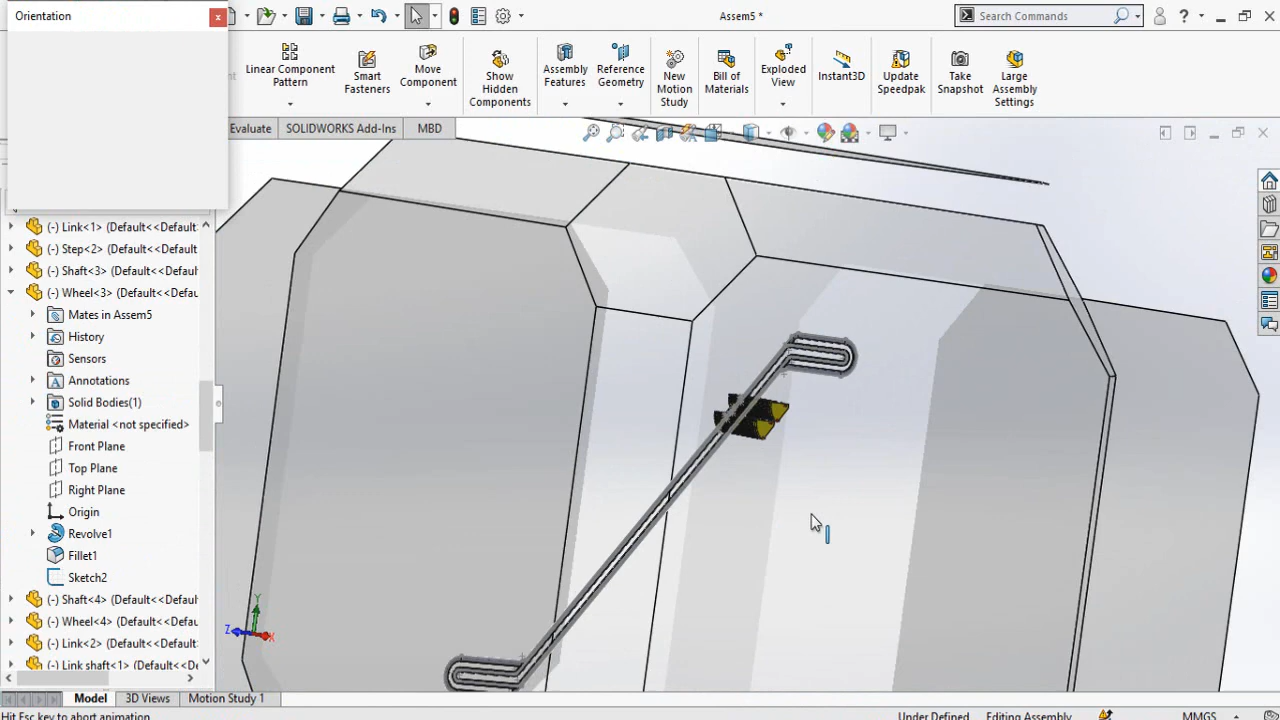 Orientation
x
Assem5 *
Search Commands
?
Linear Component Pattern
Smart Fasteners
Move Component
Show Hidden Components
Assembly Features
Reference Geometry
New Motion Study
Bill of Materials
Exploded View
Instant3D
Update Speedpak
Take Snapshot
Large Assembly Settings
Evaluate
SOLIDWORKS Add-Ins
MBD
(-) Link<1> (Default<<Default
(-) Step<2> (Default<<Default
(-) Shaft<3> (Default<<Defaul
(-) Wheel<3> (Default<<Defau
Mates in Assem5
History
Sensors
Annotations
Solid Bodies(1)
Material <not specified>
Front Plane
Top Plane
Right Plane
Origin
Revolve1
Fillet1
Sketch2
(-) Shaft<4> (Default<<Defaul
(-) Wheel<4> (Default<<Defau
(-) Link<2> (Default<<Default
(-) Link shaft<1> (Default<<De
Y
Z
X
Model
3D Views
Motion Study 1
Hit Esc key to abort animation
Under Defined
Editing Assembly
MMGS